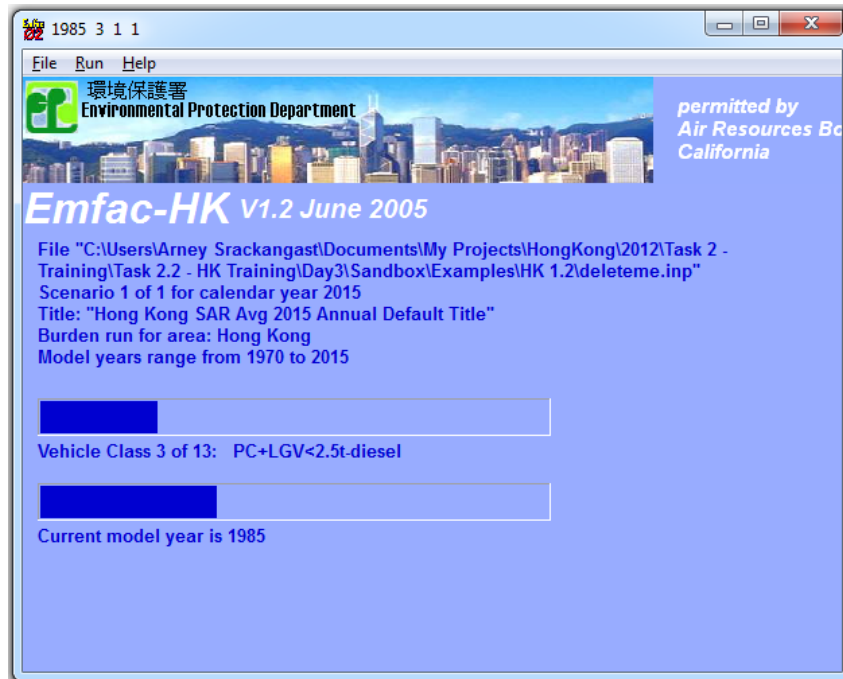 1985 3 1 1
File Run Help
環境保護署
Environmental Protection Department
permitted by
Air Resources
California
Emfac-HK V1.2 June 2005
File "C:\Users\Arney Srackangast\Documents\My Projects\HongKong\2012\Task 2 -
Training\Task 2.2 - HK Training\Day3\Sandbox\Examples\HK 1.2\deleteme.inp"
Scenario 1 of 1 for calendar year 2015
Title: "Hong Kong SAR Avg 2015 Annual Default Title"
Burden run for area: Hong Kong
Model years range from 1970 to 2015
Vehicle Class 3 of 13: PC+LGV<2.5t-diesel
Current model year is 1985